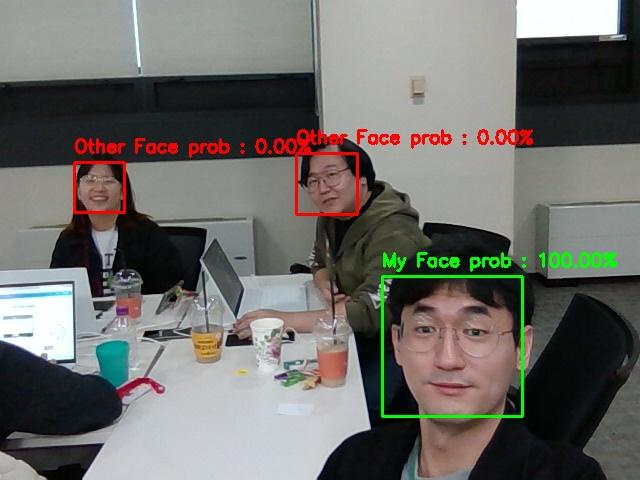 Other Face prob : 0.00%
Other Face prob : 0.00%
My Face prob : 100.00%